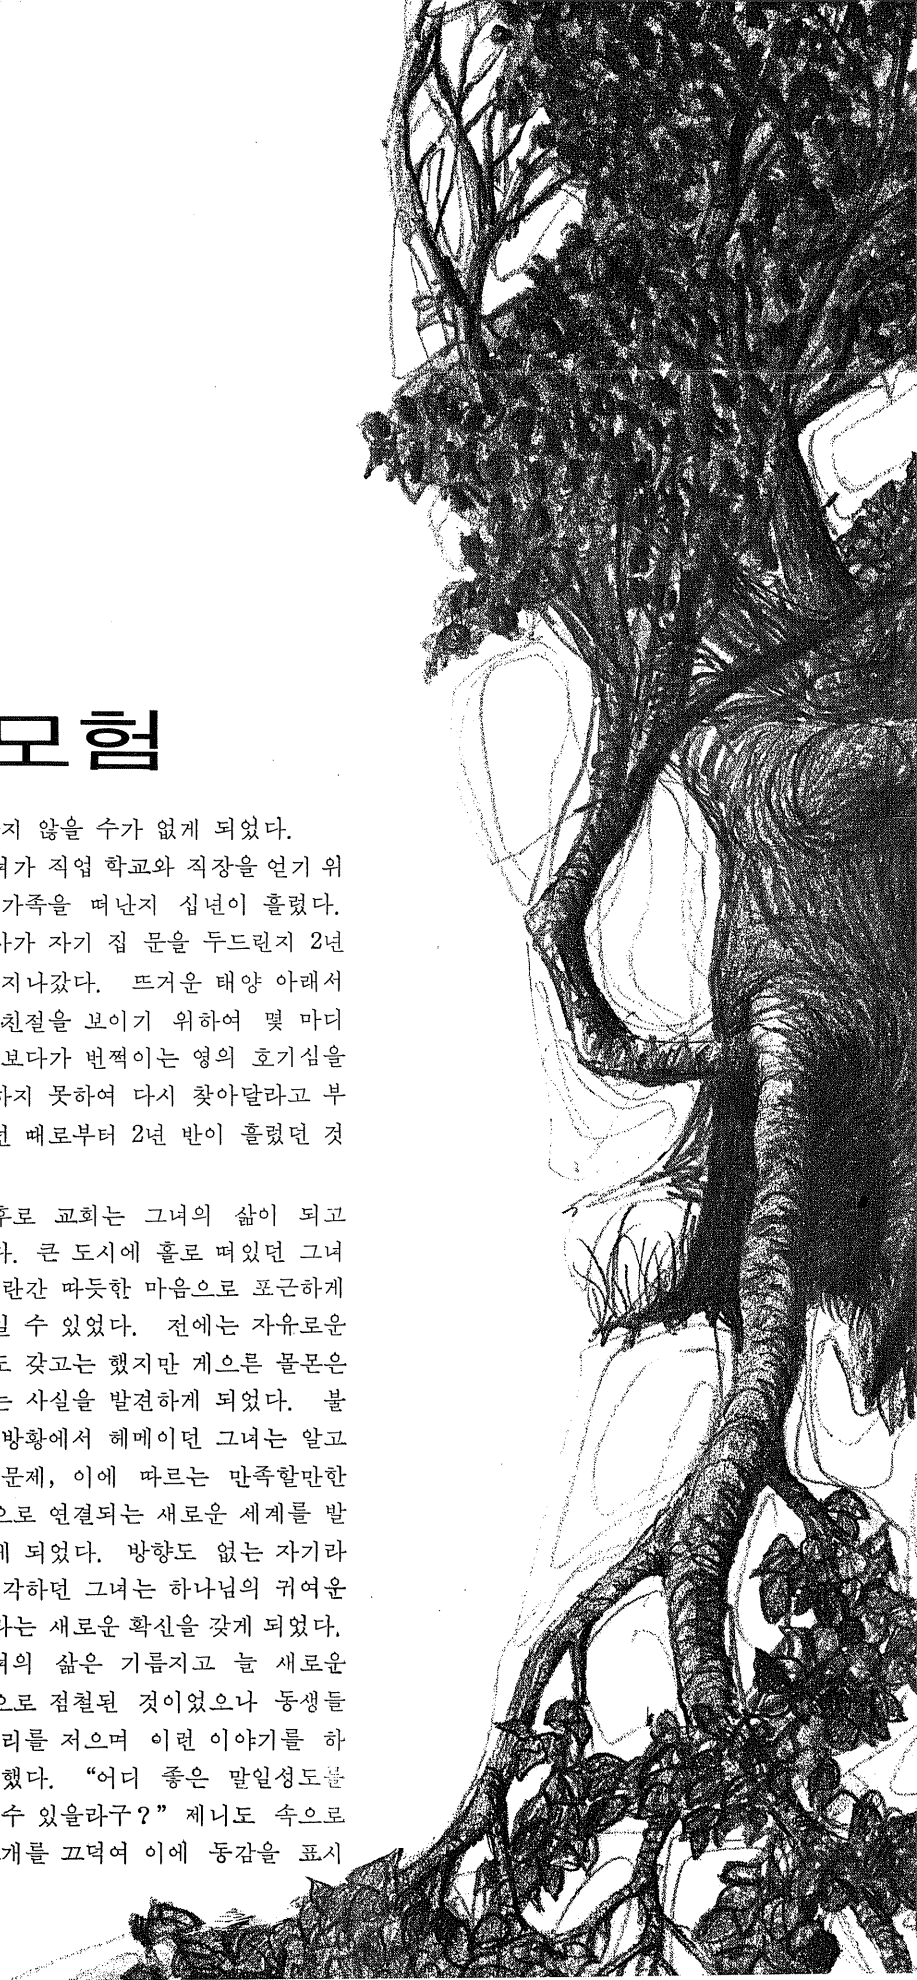 모험
지 않을 수가 없게 되었다.
가 직업 학교와 직장을 얻기 위
가족을 떠난지 십년이 흘렀다.
가 자기 집 문을 두드린지 2년
지나갔다. 뜨거운 태양 아래서
친절을 보이기 위하여 몇 마디
보다가 번쩍이는 영의 호기심을
하지 못하여 다시 찾아달라고 부
때로부터 2년 반이 흘렀던 것
후로 교회는 그녀의 삶이 되고
다. 큰 도시에 홀로 떠있던 그녀
란간 따듯한 마음으로 포근하게
수 있었다. 전에는 자유로운
도 갖고는 했지만 게으른 몰몬은
는 사실을 발견하게 되었다. 불
방황에서 헤메이던 그녀는 알고
문제, 이에 따르는 만족할만한
으로 연결되는 새로운 세계를 발
게 되었다. 방향도 없는 자기라
각하던 그녀는 하나님의 귀여운
라는 새로운 확신을 갖게 되었다.
녀의 삶은 기름지고 늘 새로운
으로 점철된 것이었으나 동생들
리를 저으며 이런 이야기를 하
했다. “어디 좋은 말일성도를
수 있을라구?” 제니도 속으로
개를 끄덕여 이에 동감을 표시